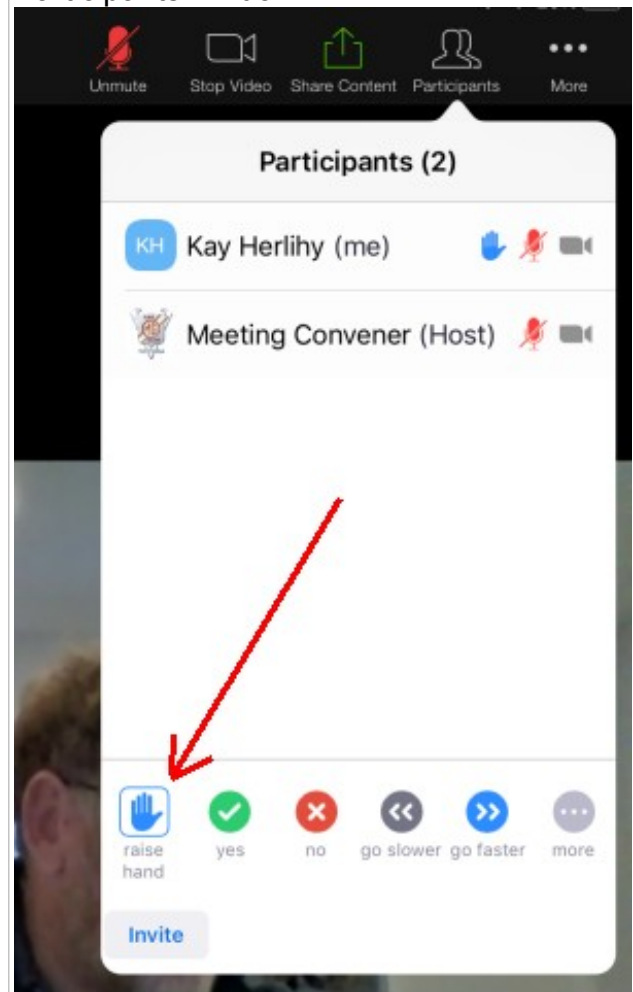 Unmute Stop Video Share Content Participants More
Participants (2)
KH Kay Herlihy (me)
Meeting Convener (Host)
raise hand yes no go slower go faster more
Invite